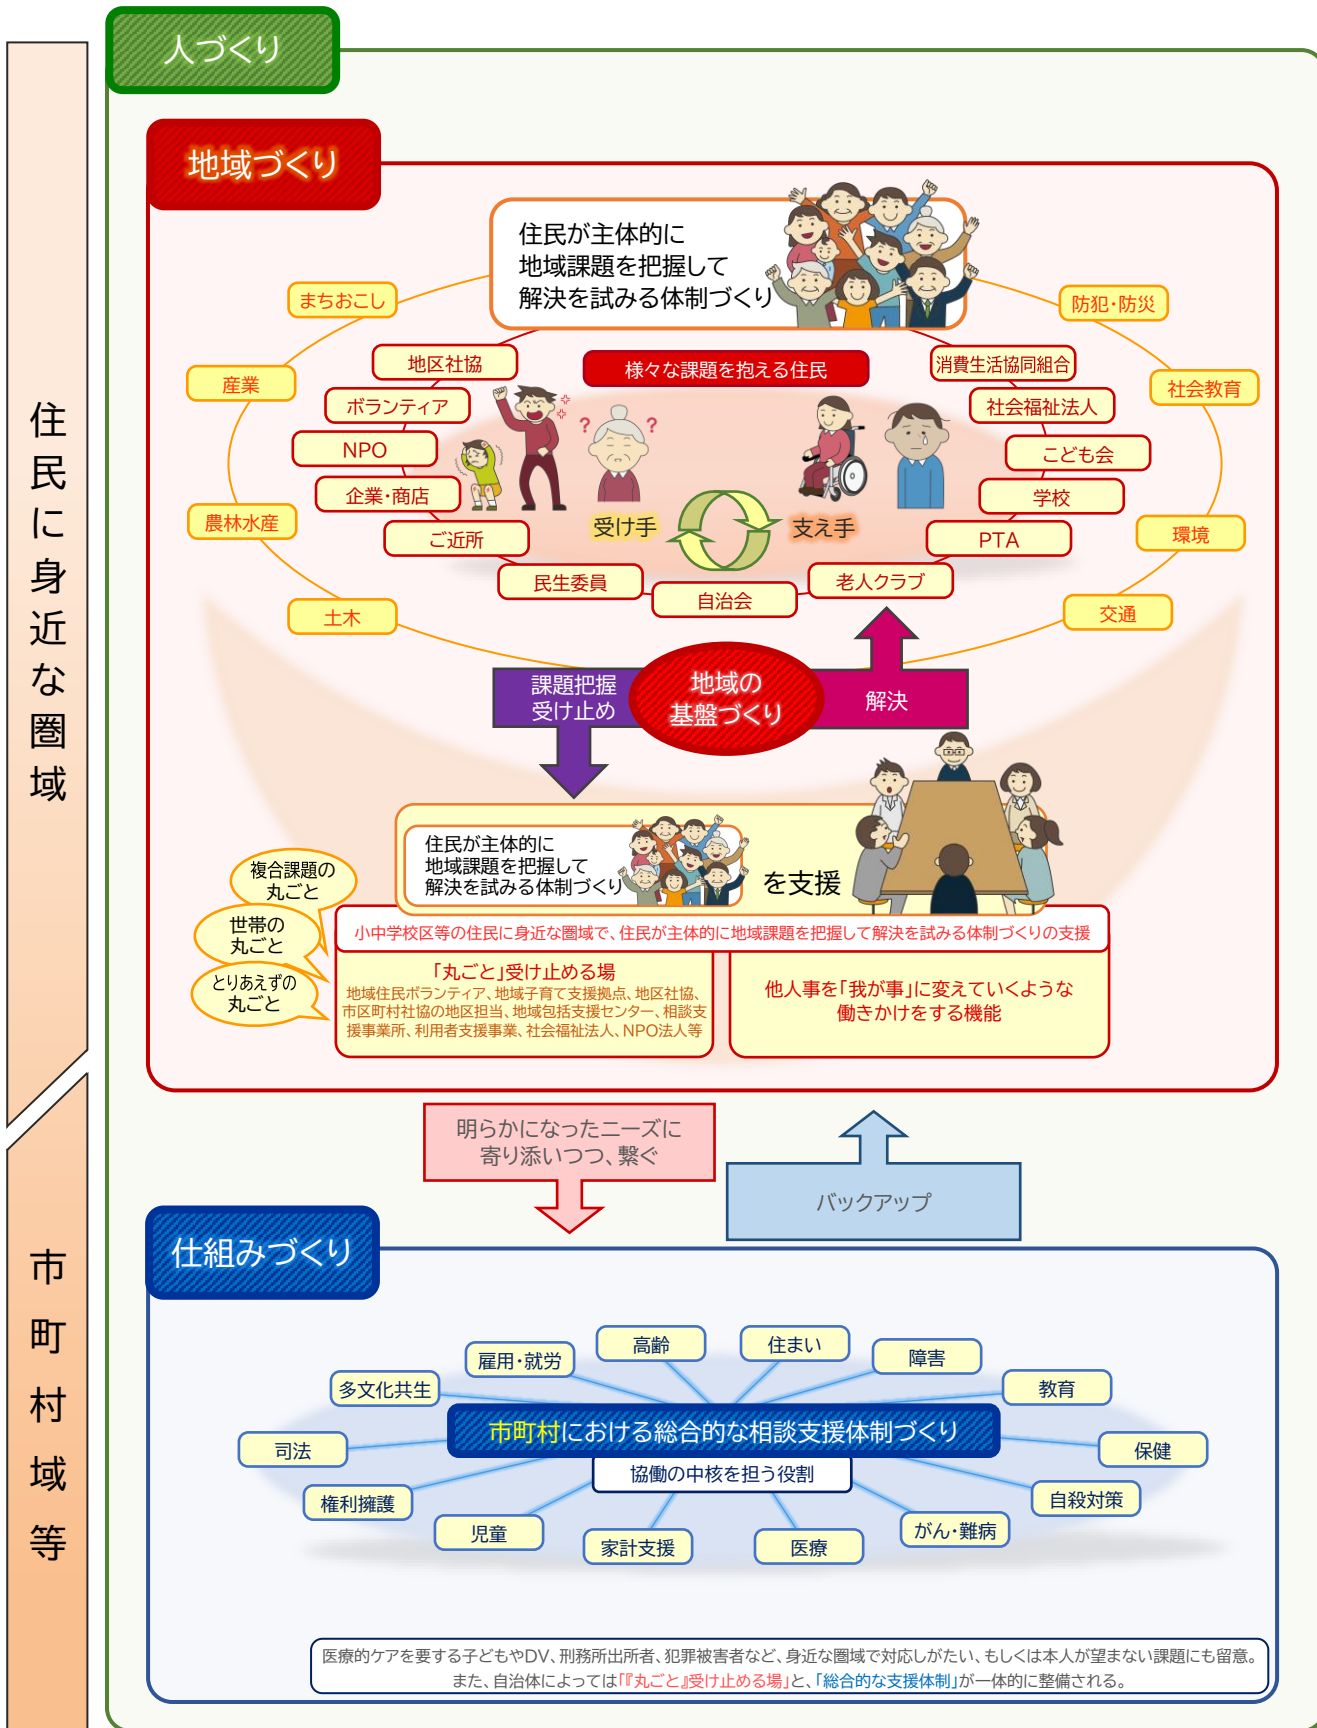 人づくり
住民に身近な圏域
地域づくり
住民が主体的に
地域課題を把握して
解決を試みる体制づくり
まちおこし
防犯・防災
産業
社会教育
農林水産
環境
土木
交通
地区社協
様々な課題を抱える住民
消費生活協同組合
ボランティア
社会福祉法人
NPO
こども会
企業・商店
学校
ご近所
PTA
民生委員
自治会
老人クラブ
?
?
受け手
支え手
課題把握
受け止め
地域の
基盤づくり
解決
住民が主体的に
地域課題を把握して
解決を試みる体制づくり
を支援
複合課題の
丸ごと
世帯の
丸ごと
とりあえずの
丸ごと
小中学校区等の住民に身近な圏域で、住民が主体的に地域課題を把握して解決を試みる体制づくりの支援
「丸ごと」受け止める場
地域住民ボランティア、地域子育て支援拠点、地区社協、
市区町村社協の地区担当、地域包括支援センター、相談支
援事業所、利用者支援事業、社会福祉法人、NPO法人等
他人事を「我が事」に変えていくような
働きかけをする機能
明らかになったニーズに
寄り添いつつ、繋ぐ
バックアップ
市町村域等
仕組みづくり
高齢
住まい
雇用・就労
障害
多文化共生
教育
市町村における総合的な相談支援体制づくり
協働の中核を担う役割
司法
保健
権利擁護
自殺対策
児童
がん・難病
家計支援
医療
医療的ケアを要する子どもやDV、刑務所出所者、犯罪被害者など、身近な圏域で対応しがたい、もしくは本人が望まない課題にも留意。
また、自治体によっては「『丸ごと』受け止める場」と、「総合的な支援体制」が一体的に整備される。